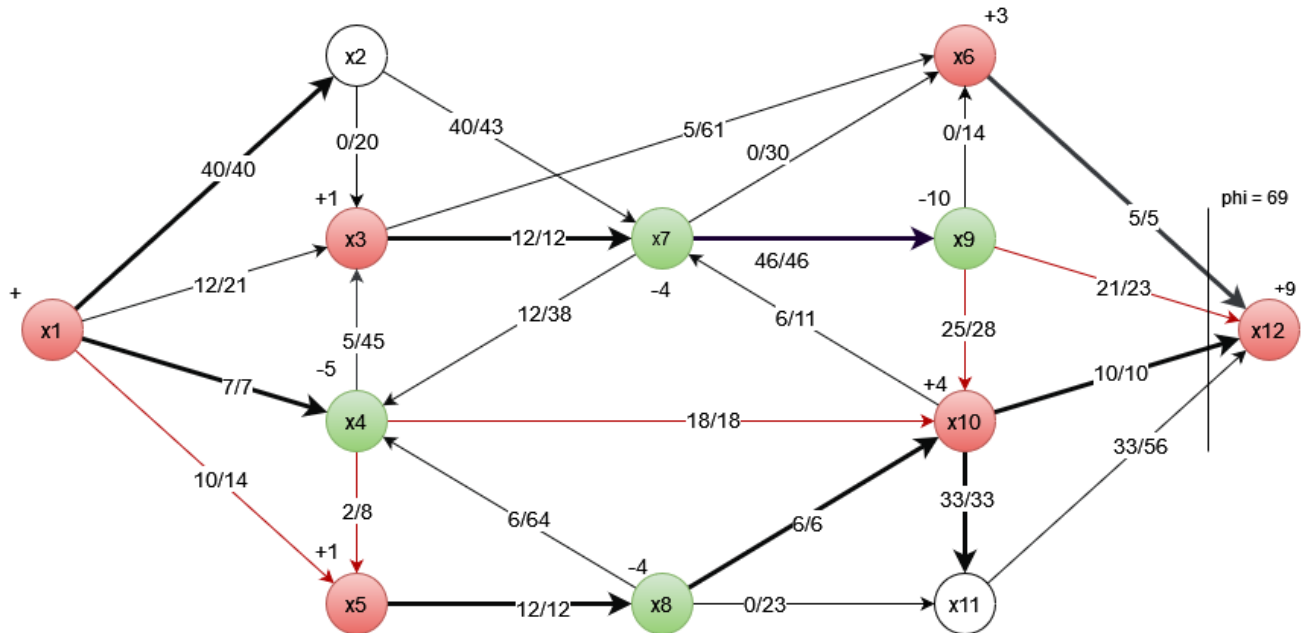 +3
x2
x6
40/43
5/61
0/20
0/30
0/14
40/40
+1
-10
phi = 69
x3
12/12
x7
x9
5/5
46/46
+
12/21
-4
21/23
+9
x1
12/38
6/11
25/28
x12
5/45
-5
7/7
+4
10/10
x4
18/18
x10
33/56
10/14
2/8
33/33
6/64
6/6
+1
-4
x5
12/12
x8
0/23
x11